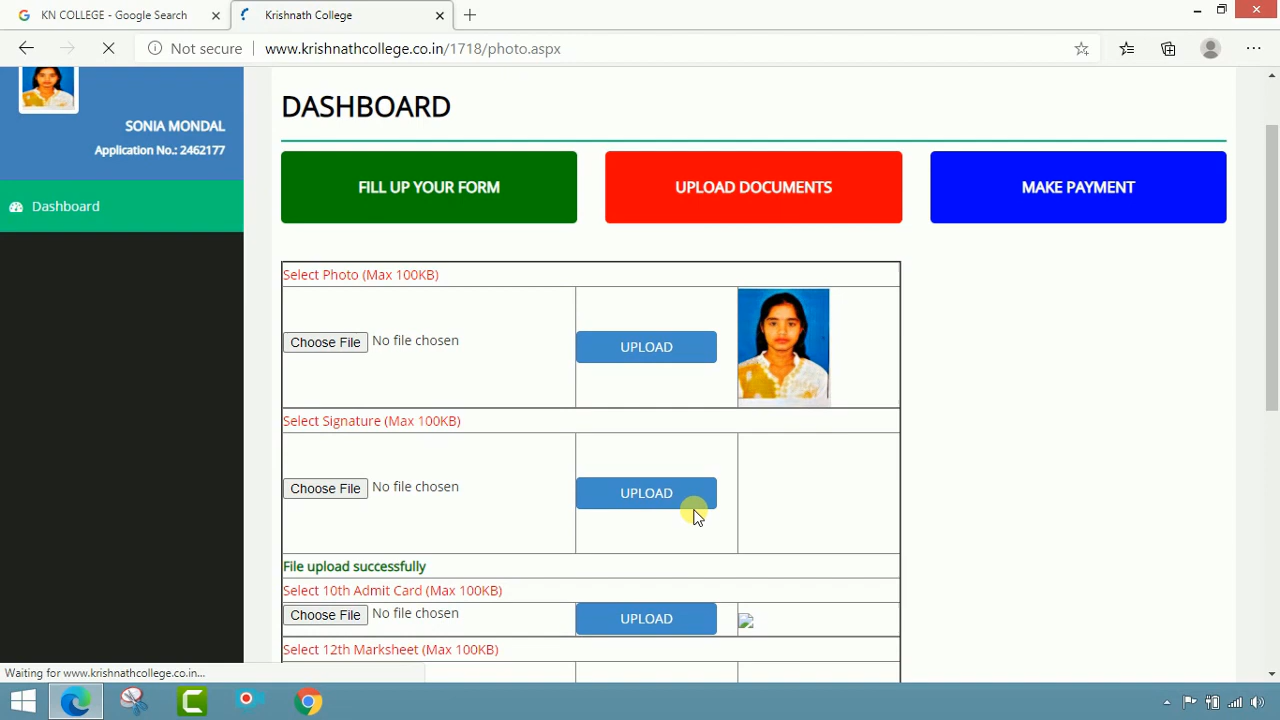 KN COLLEGE - Google Search
Krishnath College
Not secure
www.krishnathcollege.co.in/1718/photo.aspx
SONIA MONDAL
Application No.: 2462177
Dashboard
DASHBOARD
FILL UP YOUR FORM
UPLOAD DOCUMENTS
MAKE PAYMENT
Select Photo (Max 100KB)
Choose File No file chosen
UPLOAD
Select Signature (Max 100KB)
Choose File No file chosen
UPLOAD
File upload successfully
Select 10th Admit Card (Max 100KB)
Choose File No file chosen
UPLOAD
Select 12th Marksheet (Max 100KB)
Waiting for www.krishnathcollege.co.in...